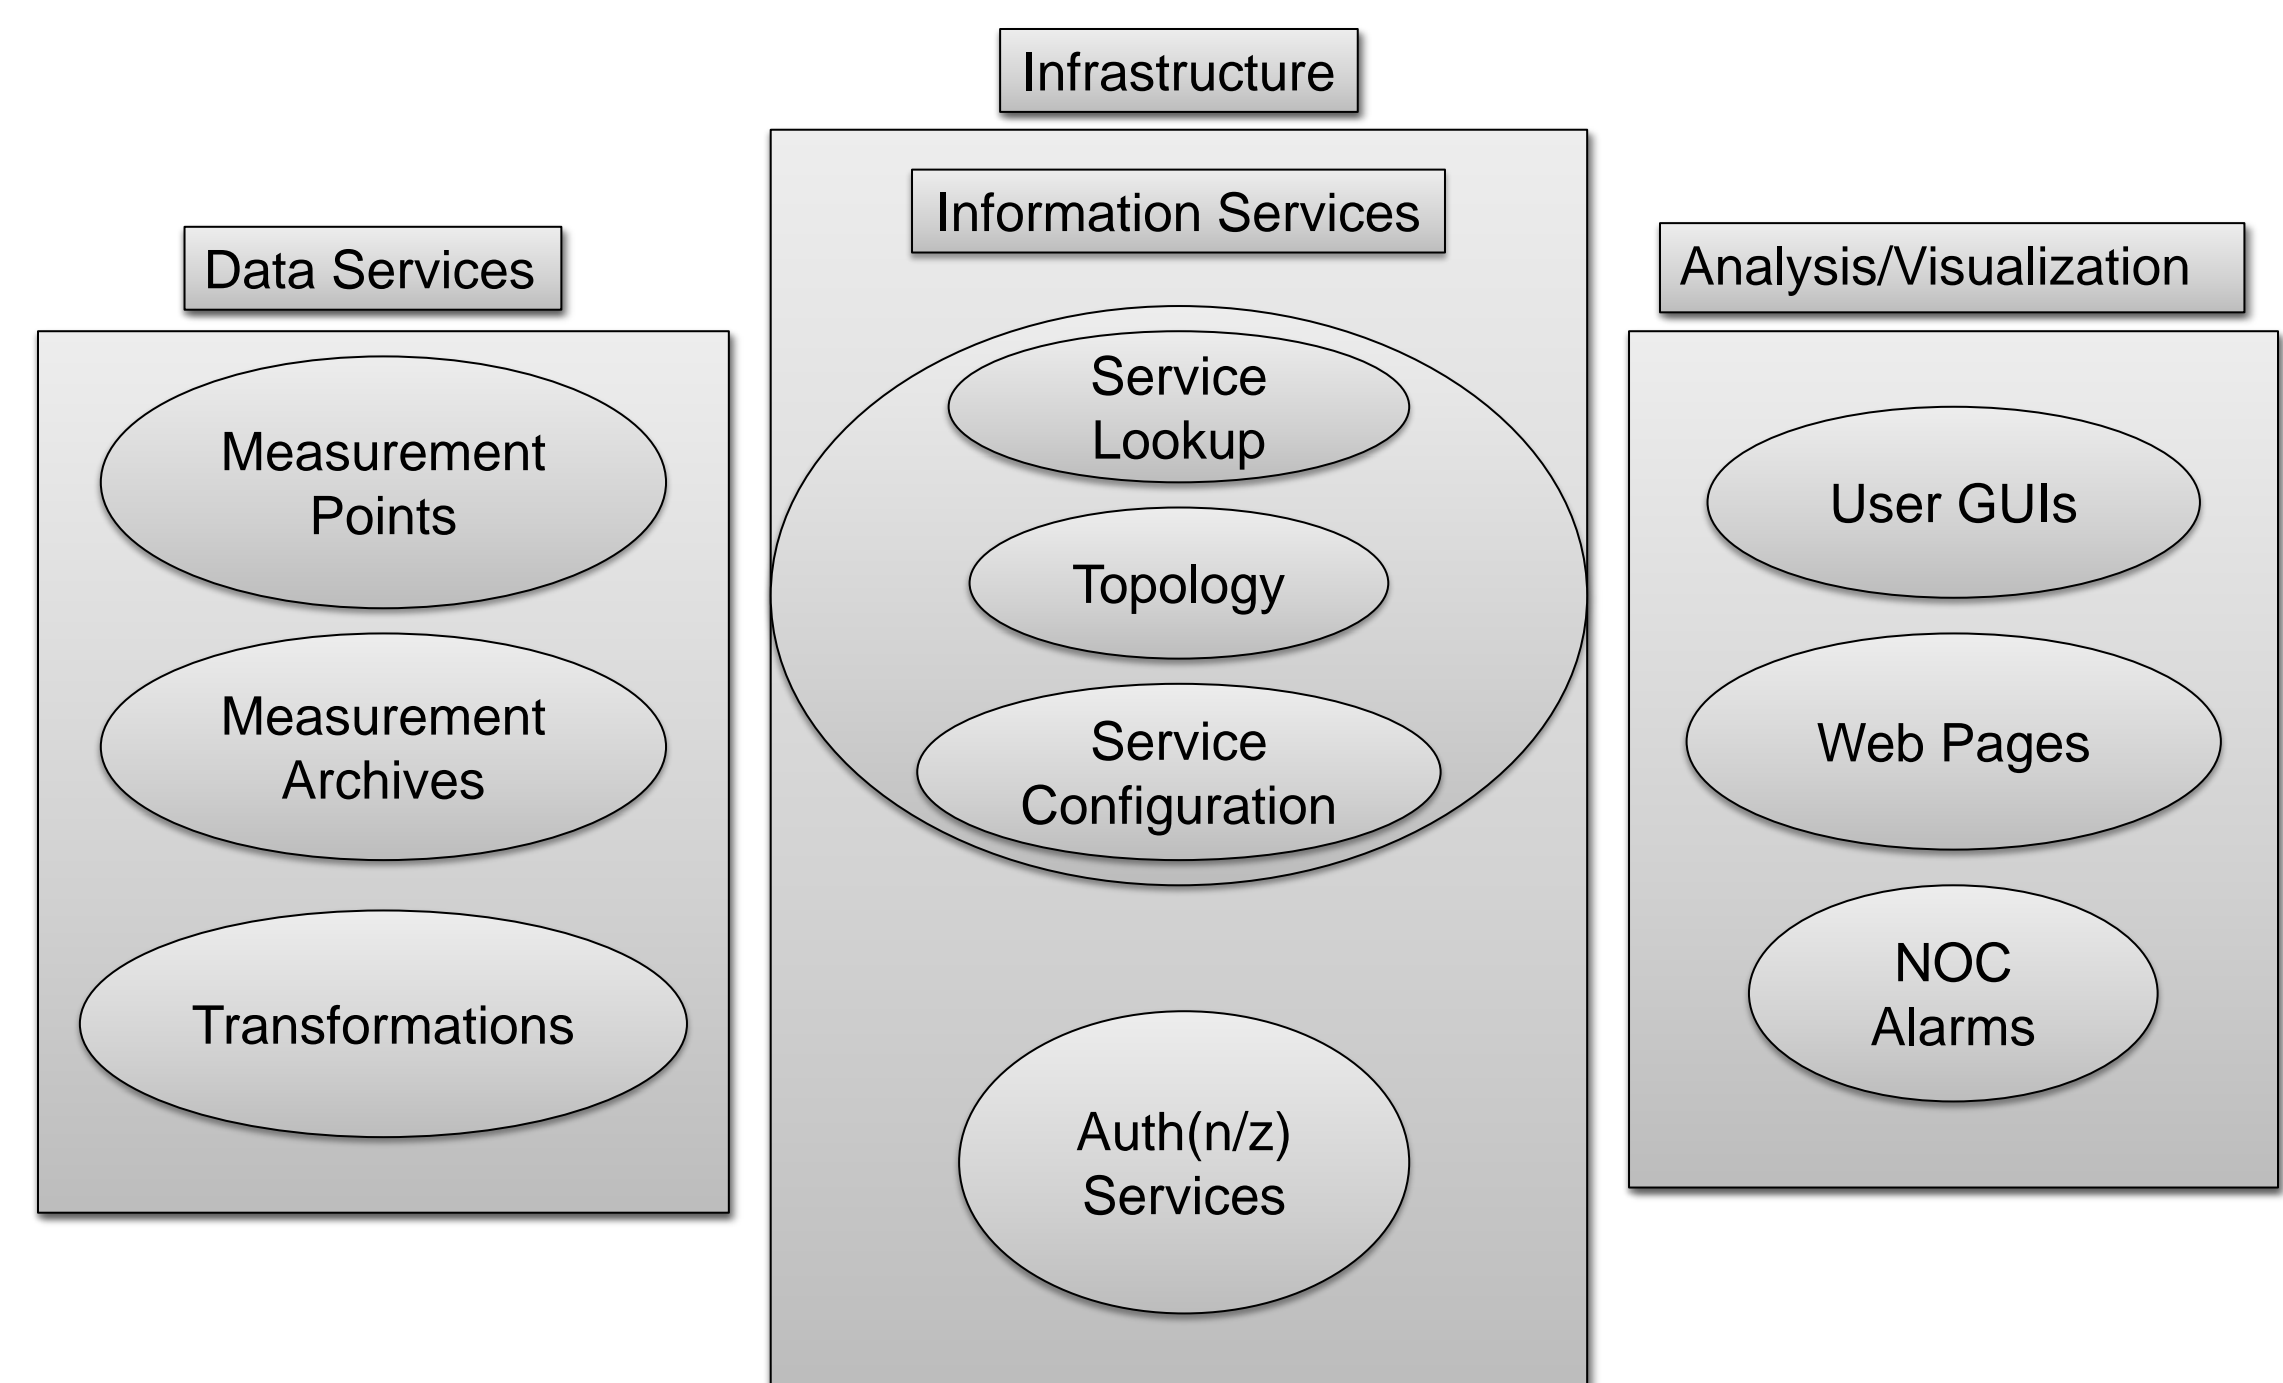 Infrastructure
Data Services
Measurement
Points
Measurement
Archives
Transformations
Information Services
Service
Lookup
Topology
Service
Configuration
Auth(n/z)
Services
Analysis/Visualization
User GUIs
Web Pages
NOC
Alarms